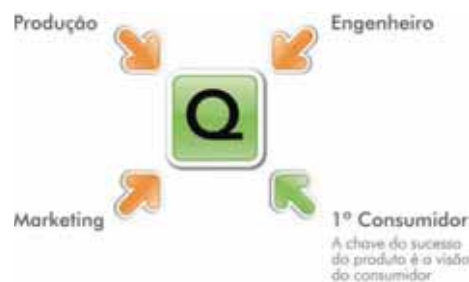 Produção
Engenheiro
Q
Marketing
1º Consumidor
A chave do sucesso
do produto é a visão
do consumidor